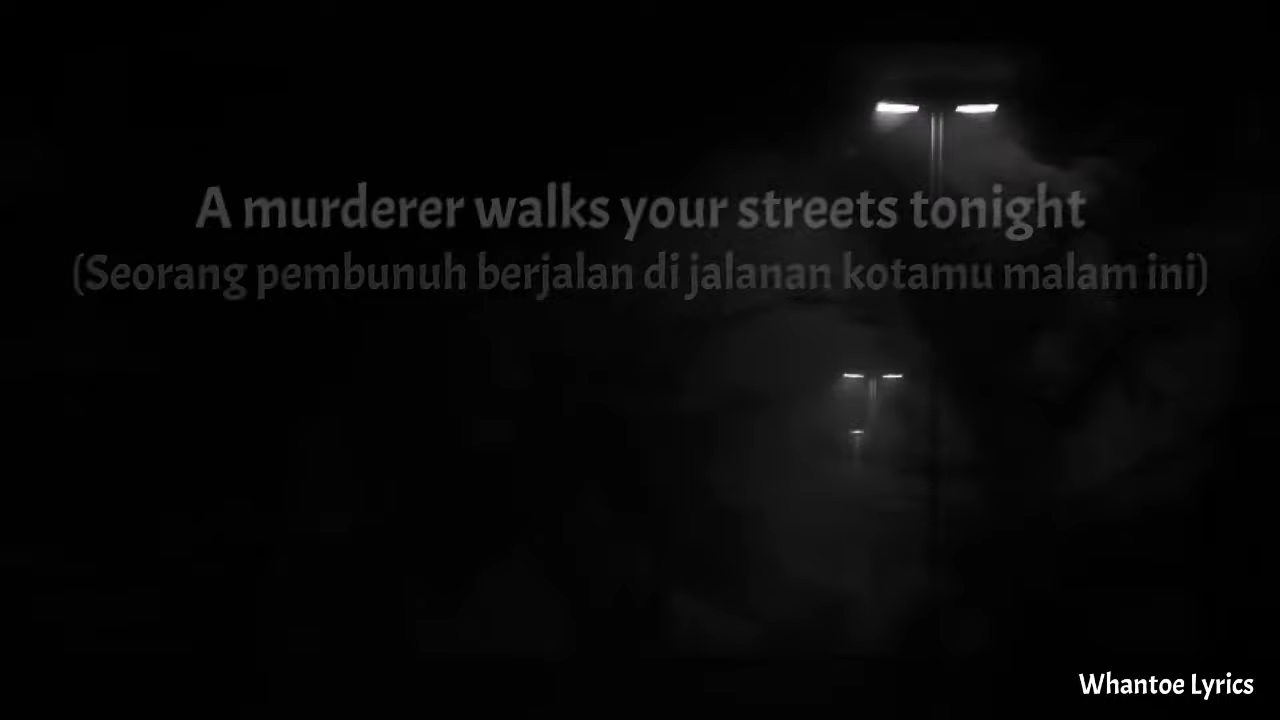 A murderer walks your streets tonight
(Seorang pembunuh berjalan di jalanan kotamu malam ini)
Whantoe Lyrics